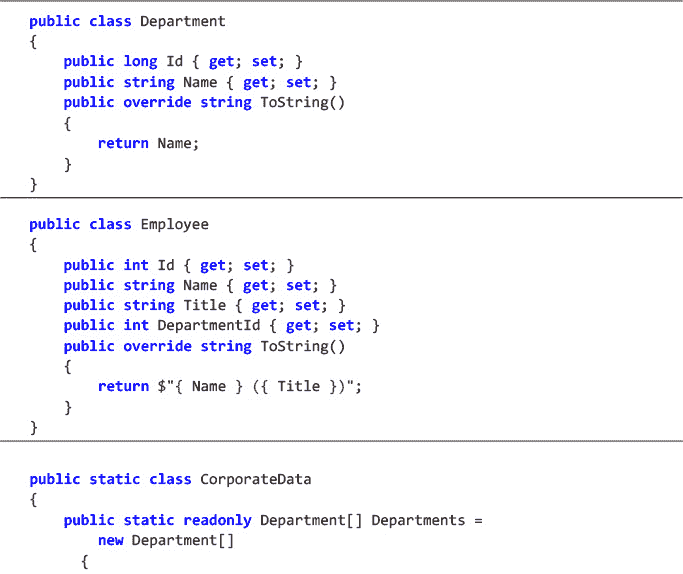 public class Department
{
    public long Id { get; set; }
    public string Name { get; set; }
    public override string ToString()
    {
        return Name;
    }
}
public class Employee
{
    public int Id { get; set; }
    public string Name { get; set; }
    public string Title { get; set; }
    public int DepartmentId { get; set; }
    public override string ToString()
    {
        return $"{ Name } ({ Title })";
    }
}
public static class CorporateData
{
    public static readonly Department[] Departments =
        new Department[]
      {